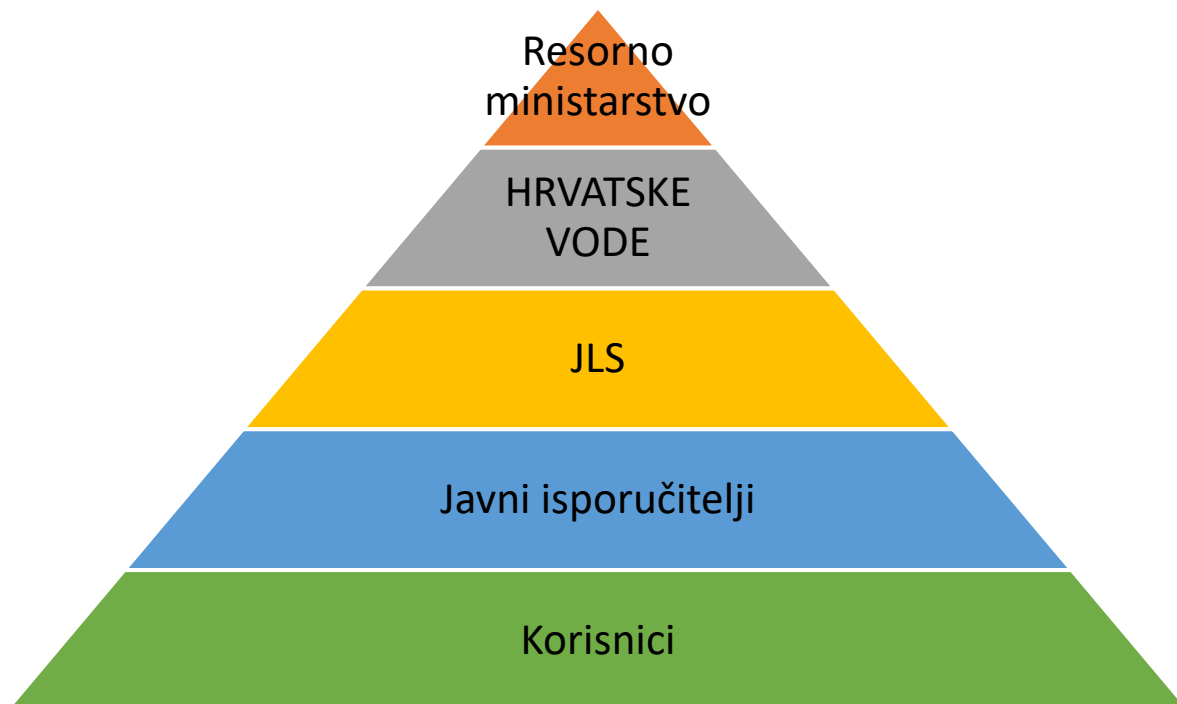 Resorno
ministarstvo
HRVATSKE
VODE
JLS
Javni isporučitelji
Korisnici